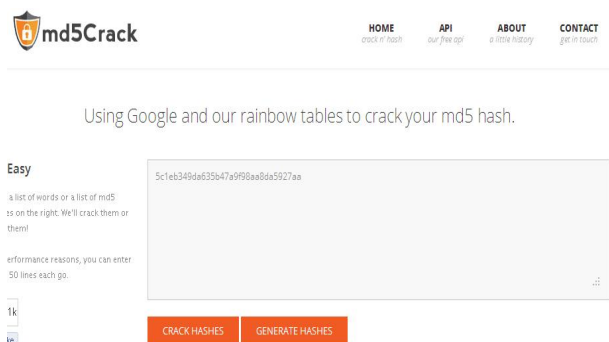 md5Crack
HOME
crack n' hash
API
our free api
ABOUT
a little history
CONTACT
get in touch
Using Google and our rainbow tables to crack your md5 hash.
Easy
a list of words or a list of md5
es on the right. We'll crack them or
them!
erformance reasons, you can enter
50 lines each go.
1k
ke
5c1eb349da635b47a9f98aa8da5927aa
CRACK HASHES
GENERATE HASHES